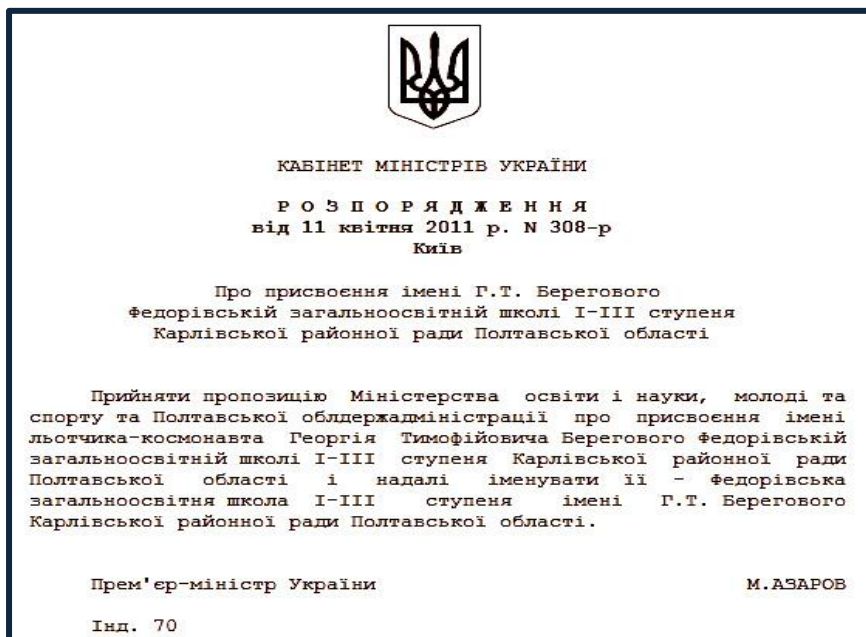 КАБІНЕТ МІНІСТРІВ УКРАЇНИ
Р О З П О Р Я Д Ж Е Н Н Я
від 11 квітня 2011 р. N 308-р
Київ
Про присвоєння імені Г.Т. Берегового
Федорівській загальноосвітній школі I-III ступеня
Карлівської районної ради Полтавської області
Прийняти пропозицію Міністерства освіти і науки, молоді та
спорту та Полтавської облдержадміністрації про присвоєння імені
льотчика-космонавта Георгія Тимофійовича Берегового Федорівській
загальноосвітній школі I-III ступеня Карлівської районної ради
Полтавської області і надалі іменувати її - Федорівська
загальноосвітня школа I-III ступеня імені Г.Т. Берегового
Карлівської районної ради Полтавської області.
Прем'єр-міністр України М.АЗАРОВ
Інд. 70